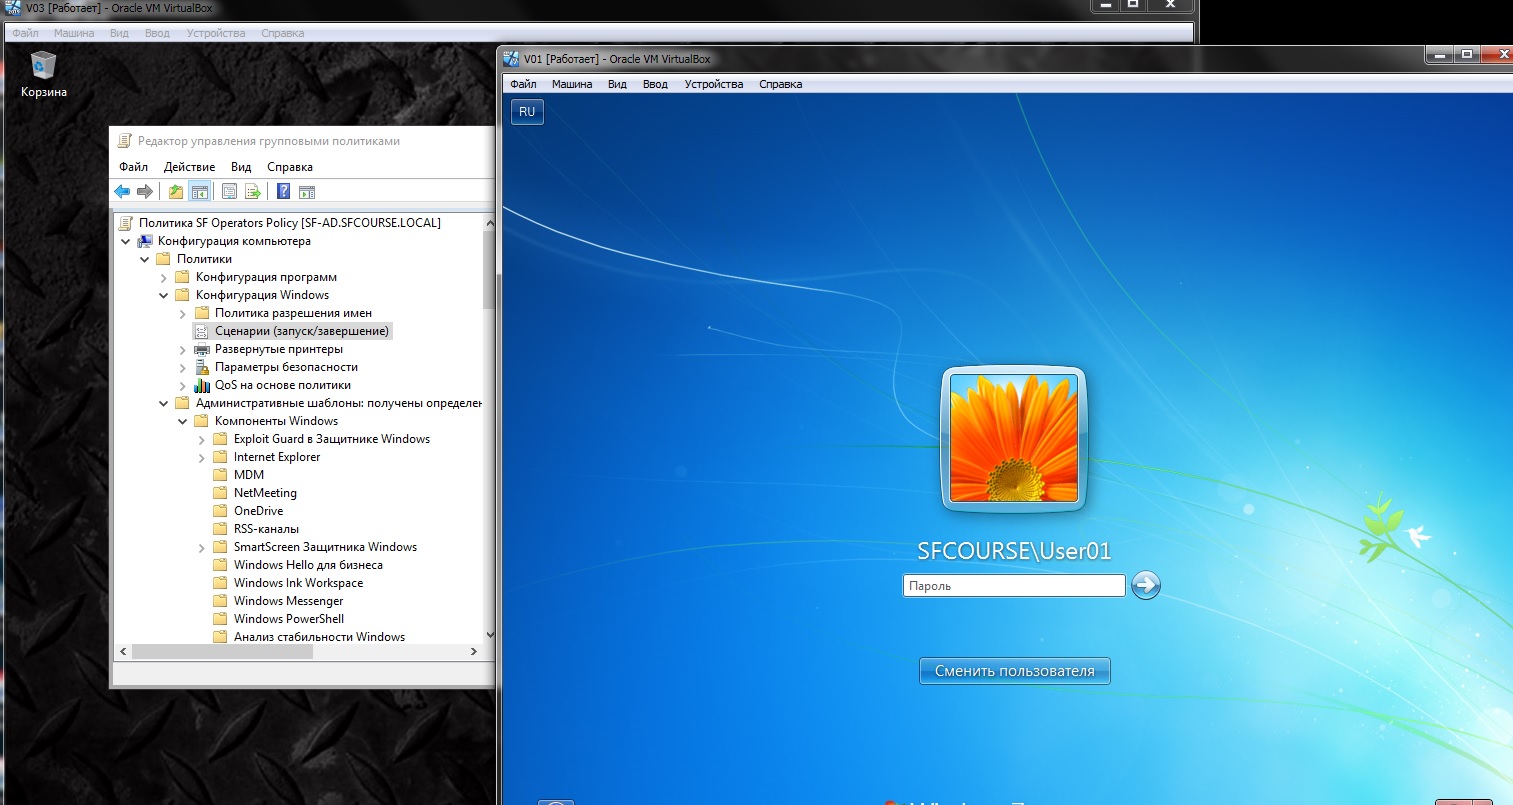 V03 [Работает] - Oracle VM VirtualBox
Файл Машина Вид Ввод Устройства Справка
Корзина
Редактор управления групповыми политиками
Файл Действие Вид Справка
Политика SF Operators Policy [SF-AD.SFCOURSE.LOCAL]
Конфигурация компьютера
Политики
Конфигурация программ
Конфигурация Windows
Политика разрешения имен
Сценарии (запуск/завершение)
Развернутые принтеры
Параметры безопасности
QoS на основе политики
Административные шаблоны: получены определен
Компоненты Windows
Exploit Guard в Защитнике Windows
Internet Explorer
MDM
NetMeeting
OneDrive
RSS-каналы
SmartScreen Защитника Windows
Windows Hello для бизнеса
Windows Ink Workspace
Windows Messenger
Windows PowerShell
Анализ стабильности Windows
V01 [Работает] - Oracle VM VirtualBox
Файл Машина Вид Ввод Устройства Справка
RU
SFCOURSE\User01
Пароль
Сменить пользователя